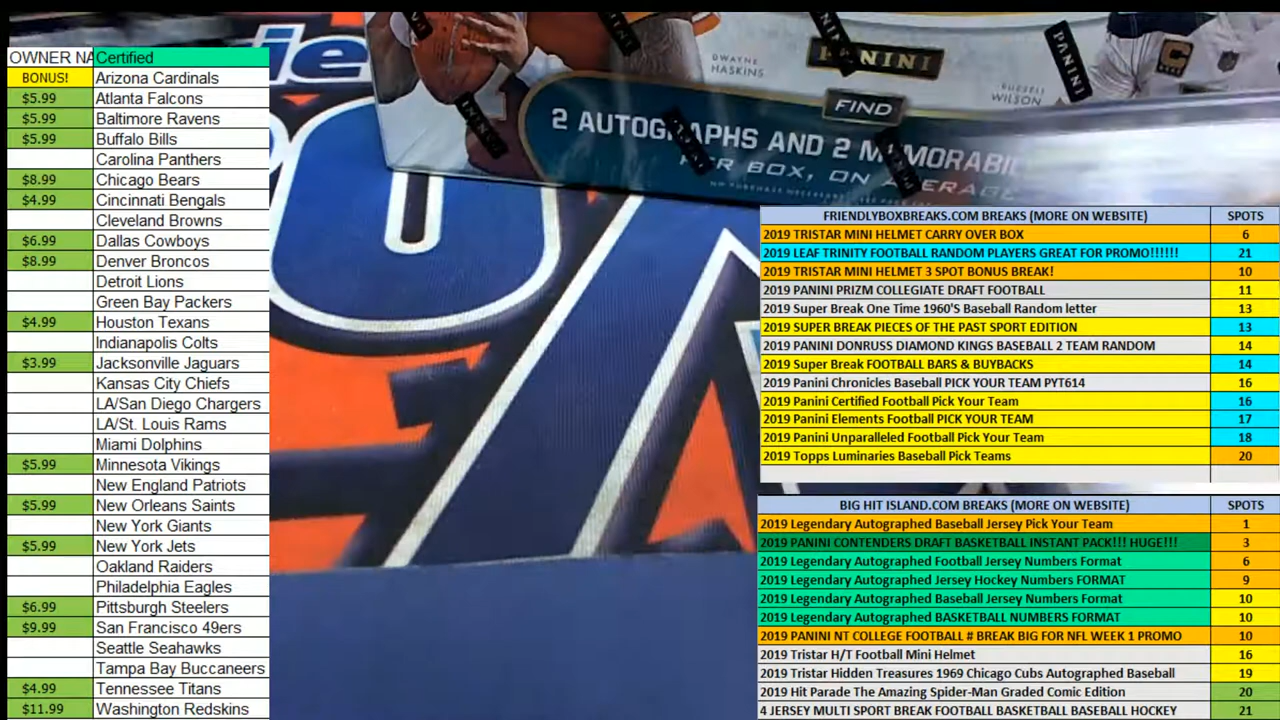 OWNER NA Certified
BONUS! Arizona Cardinals
$5.99 Atlanta Falcons
$5.99 Baltimore Ravens
$5.99 Buffalo Bills
Carolina Panthers
$8.99 Chicago Bears
$4.99 Cincinnati Bengals
Cleveland Browns
$6.99 Dallas Cowboys
$8.99 Denver Broncos
Detroit Lions
Green Bay Packers
$4.99 Houston Texans
Indianapolis Colts
$3.99 Jacksonville Jaguars
Kansas City Chiefs
LA/San Diego Chargers
LA/St. Louis Rams
Miami Dolphins
$5.99 Minnesota Vikings
New England Patriots
$5.99 New Orleans Saints
New York Giants
$5.99 New York Jets
Oakland Raiders
Philadelphia Eagles
$6.99 Pittsburgh Steelers
$9.99 San Francisco 49ers
Seattle Seahawks
Tampa Bay Buccaneers
$4.99 Tennessee Titans
$11.99 Washington Redskins
DWAYNE
HASKINS
PANINI
PANINI
RUSSELL
WILSON
FIND
2 AUTOGRAPHS AND 2 MEMORABIL
PER BOX, ON AVERAGE
FRIENDLYBOXBREAKS.COM BREAKS (MORE ON WEBSITE) SPOTS
2019 TRISTAR MINI HELMET CARRY OVER BOX 6
2019 LEAF TRINITY FOOTBALL RANDOM PLAYERS GREAT FOR PROMO!!!!!! 21
2019 TRISTAR MINI HELMET 3 SPOT BONUS BREAK! 10
2019 PANINI PRIZM COLLEGIATE DRAFT FOOTBALL 11
2019 Super Break One Time 1960'S Baseball Random letter 13
2019 SUPER BREAK PIECES OF THE PAST SPORT EDITION 13
2019 PANINI DONRUSS DIAMOND KINGS BASEBALL 2 TEAM RANDOM 14
2019 Super Break FOOTBALL BARS & BUYBACKS 14
2019 Panini Chronicles Baseball PICK YOUR TEAM PYT614 16
2019 Panini Certified Football Pick Your Team 16
2019 Panini Elements Football PICK YOUR TEAM 17
2019 Panini Unparalleled Football Pick Your Team 18
2019 Topps Luminaries Baseball Pick Teams 20
BIG HIT ISLAND.COM BREAKS (MORE ON WEBSITE) SPOTS
2019 Legendary Autographed Baseball Jersey Pick Your Team 1
2019 PANINI CONTENDERS DRAFT BASKETBALL INSTANT PACK!!! HUGE!!! 3
2019 Legendary Autographed Football Jersey Numbers Format 6
2019 Legendary Autographed Jersey Hockey Numbers FORMAT 9
2019 Legendary Autographed Baseball Jersey Numbers Format 10
2019 Legendary Autographed BASKETBALL NUMBERS FORMAT 10
2019 PANINI NT COLLEGE FOOTBALL # BREAK BIG FOR NFL WEEK 1 PROMO 10
2019 Tristar H/T Football Mini Helmet 16
2019 Tristar Hidden Treasures 1969 Chicago Cubs Autographed Baseball 19
2019 Hit Parade The Amazing Spider-Man Graded Comic Edition 20
4 JERSEY MULTI SPORT BREAK FOOTBALL BASKETBALL BASEBALL HOCKEY 21